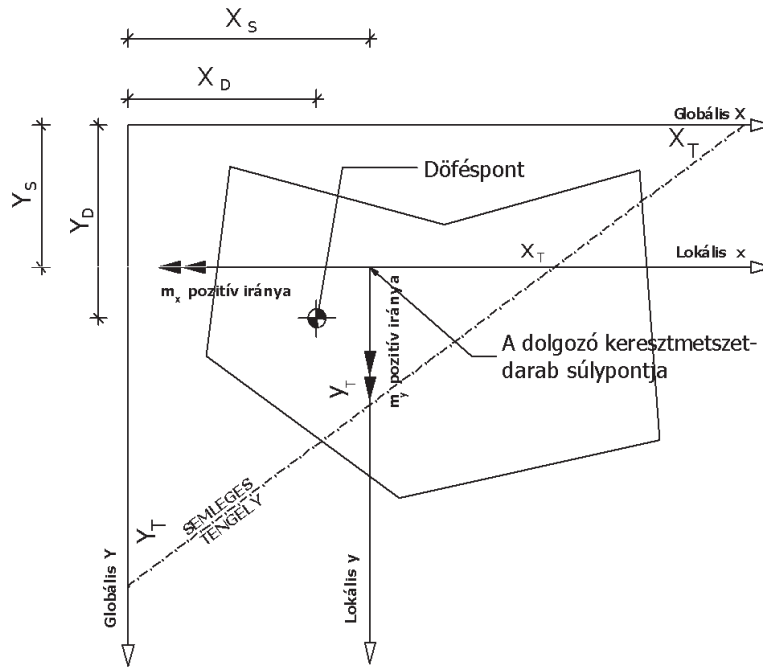 X S
X D
Globális X
X T
Y S
Y D
Döféspont
X T
Lokális x
m x pozitív iránya
m y pozitív iránya
A dolgozó keresztmetszet-
darab súlypontja
y T
SEMLEGES
TENGELY
Y T
Globális Y
Lokális y